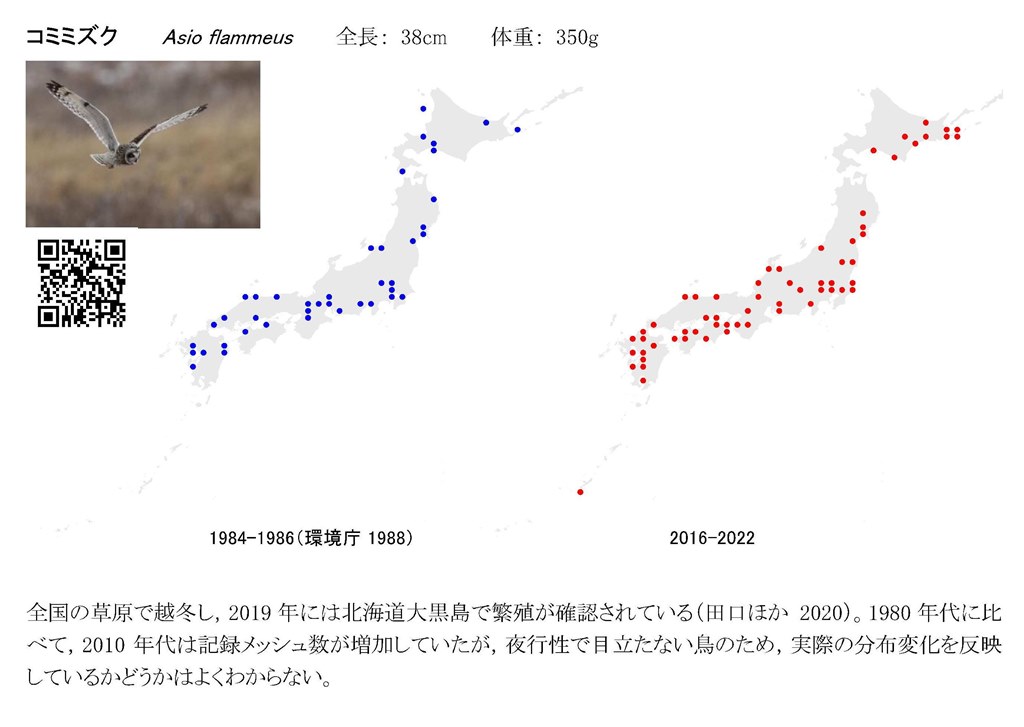 コミミズク Asio flammeus 全長： 38cm 体重： 350g
1984-1986（環境庁 1988）
2016-2022
全国の草原で越冬し，2019 年には北海道大黒島で繁殖が確認されている（田口ほか 2020）。1980 年代に比
べて，2010 年代は記録メッシュ数が増加していたが，夜行性で目立たない鳥のため，実際の分布変化を反映
しているかどうかはよくわからない。